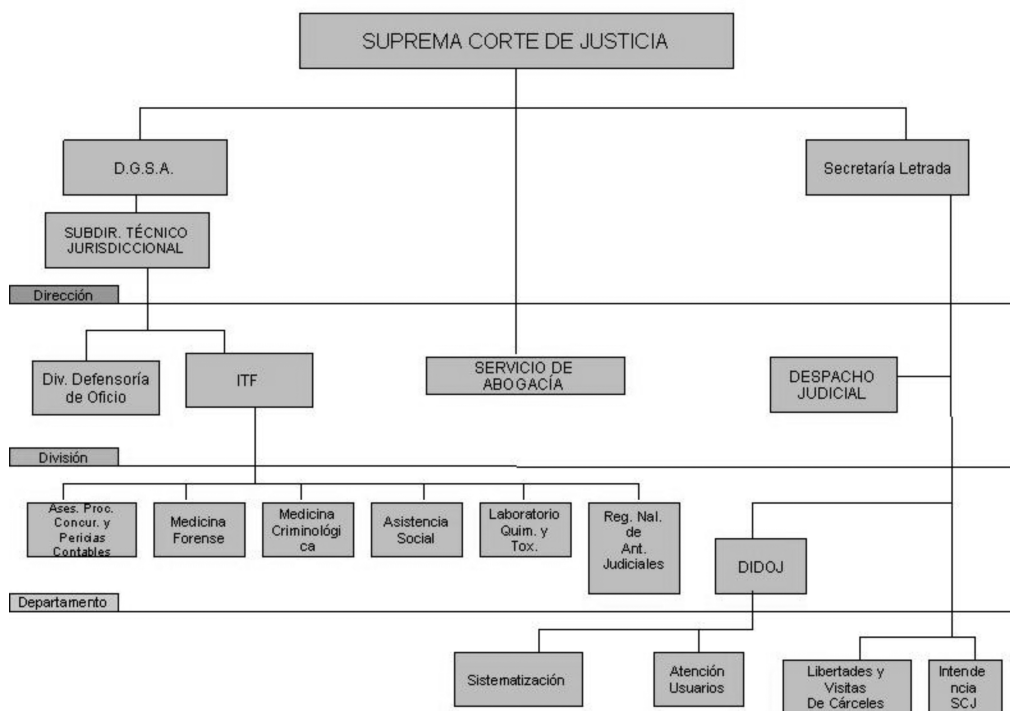 SUPREMA CORTE DE JUSTICIA
D.G.S.A.
Secretaría Letrada
SUBDIR. TÉCNICO
JURISDICCIONAL
Dirección
Div. Defensoría
de Oficio
ITF
SERVICIO DE
ABOGACÍA
DESPACHO
JUDICIAL
División
Ases. Proc.
Concur. y
Pericias
Contables
Medicina
Forense
Medicina
Criminológi
ca
Asistencia
Social
Laboratorio
Quim. y
Tox.
Reg. Nal.
de
Ant.
Judiciales
DIDOJ
Departamento
Sistematización
Atención
Usuarios
Libertades y
Visitas
De Cárceles
Intende
ncia
SCJ